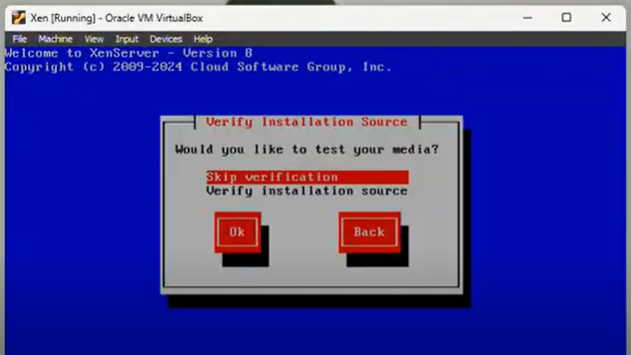 Xen [Running] - Oracle VM VirtualBox
File Machine View Input Devices Help
Welcome to XenServer - Version 8
Copyright (c) 2009-2024 Cloud Software Group, Inc.
Verify Installation Source
Would you like to test your media?
Skip verification
Verify installation source
Ok Back